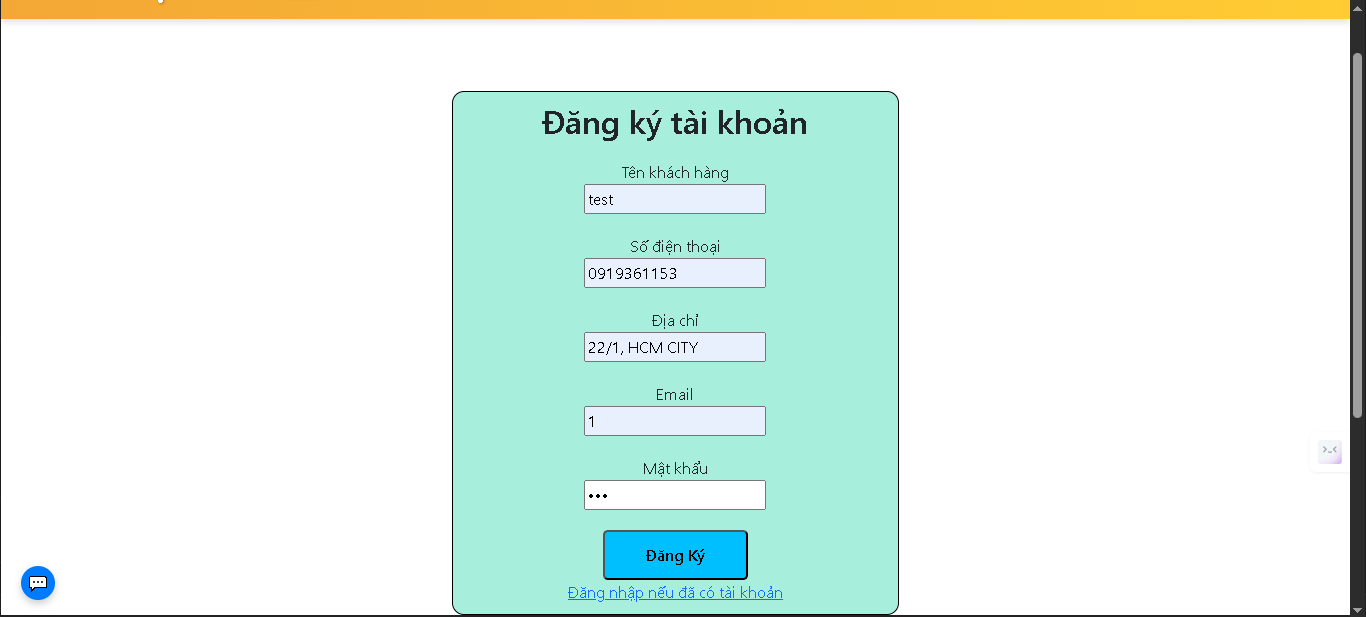 Đăng ký tài khoản
Tên khách hàng
test
Số điện thoại
0919361153
Địa chỉ
22/1, HCM CITY
Email
1
Mật khẩu
•••
Đăng Ký
Đăng nhập nếu đã có tài khoản